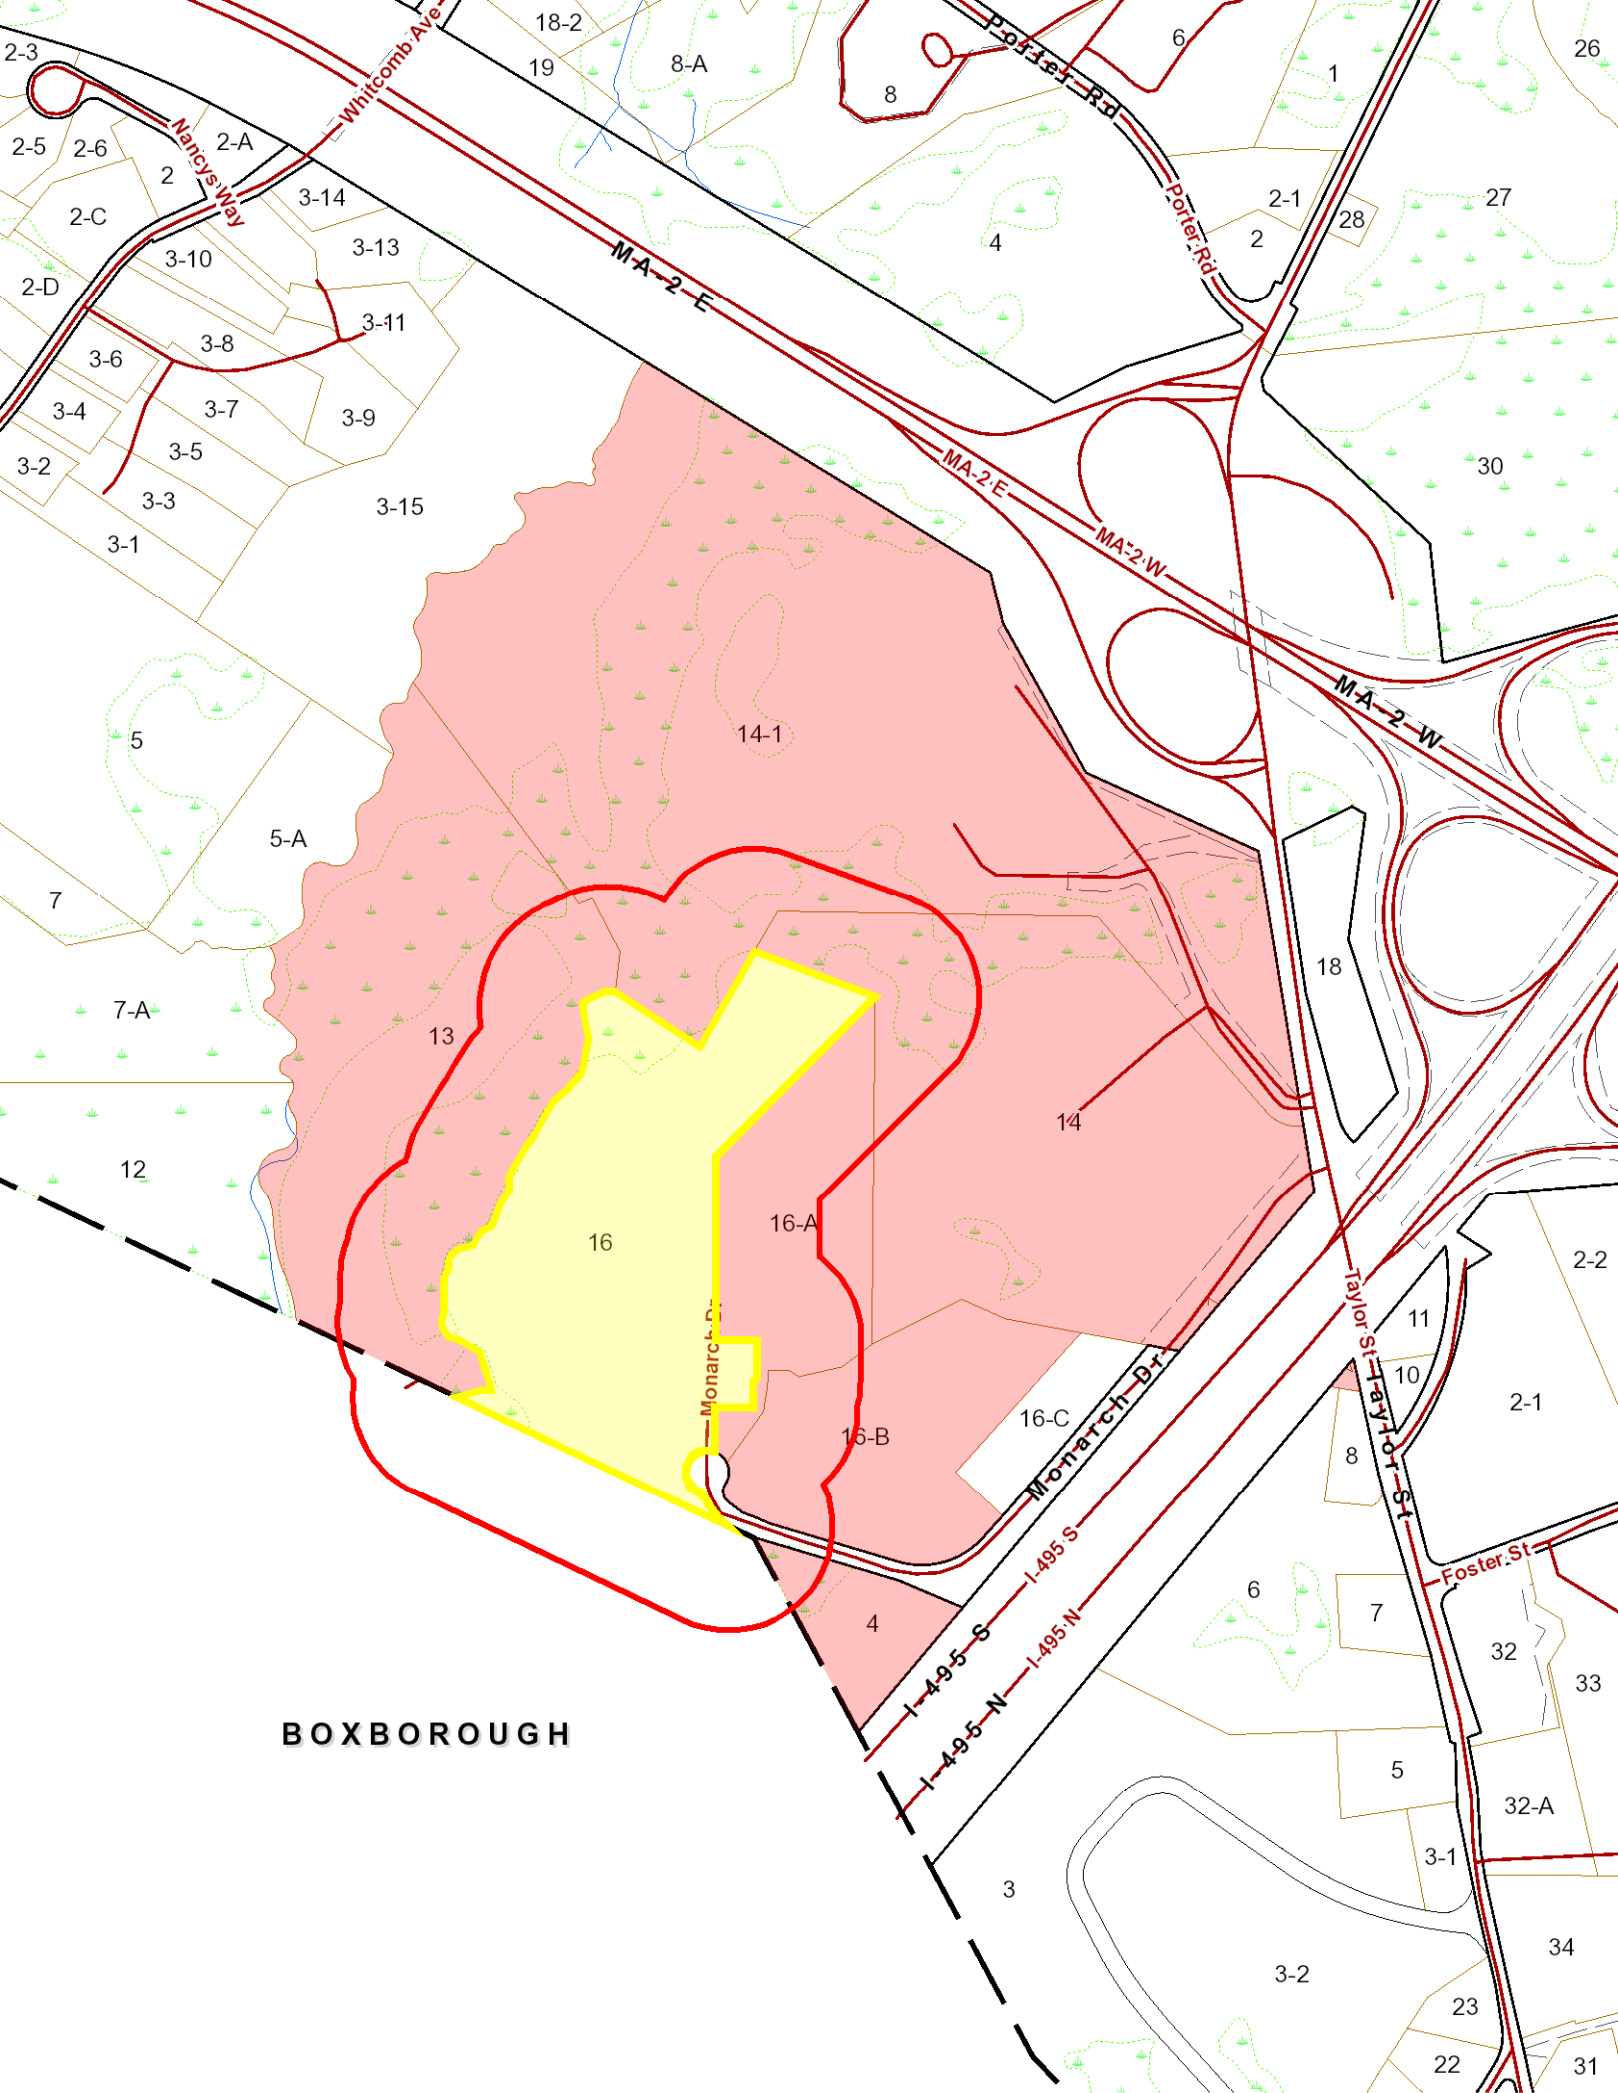 18-2
Whitcomb Ave
Porter Rd
6
26
2-3
19
8-A
8
1
Nancys Way
2-5
2-6
2-A
2
3-14
Porter Rd
2-1
27
28
2-C
3-13
4
2
3-10
MA-2 E
2-D
3-11
3-8
3-6
3-4
3-7
3-9
3-5
MA-2 E
30
3-2
3-15
3-3
MA-2 W
3-1
MA-2 W
14-1
5
5-A
7
18
7-A
13
14
12
16-A
16
2-2
Taylor St
11
Monarch Dr
10
Monarch Dr
16-C
2-1
16-B
8
Taylor St
I-495 S
Foster St
6
7
4
I-495 S
I-495 N
32
33
BOXBOROUGH
I-495 N
5
32-A
3-1
3
34
3-2
23
22
31